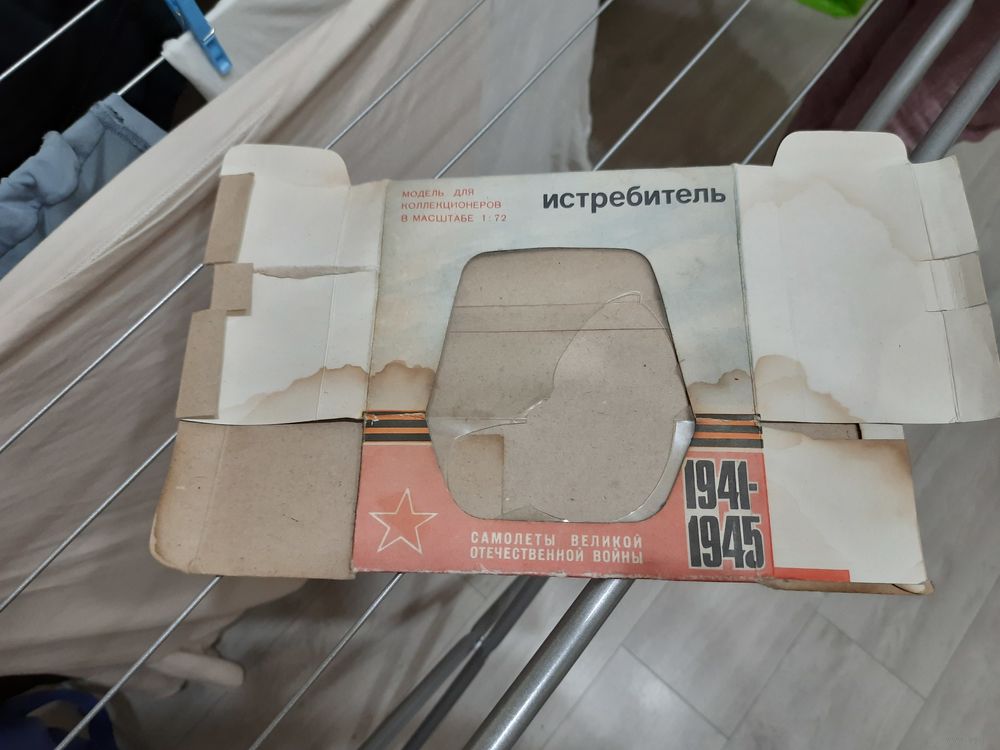 МОДЕЛЬ ДЛЯ
КОЛЛЕКЦИОНЕРОВ
В МАСШТАБЕ 1:72
истребитель
1941-
1945
САМОЛЕТЫ ВЕЛИКОЙ
ОТЕЧЕСТВЕННОЙ ВОЙНЫ